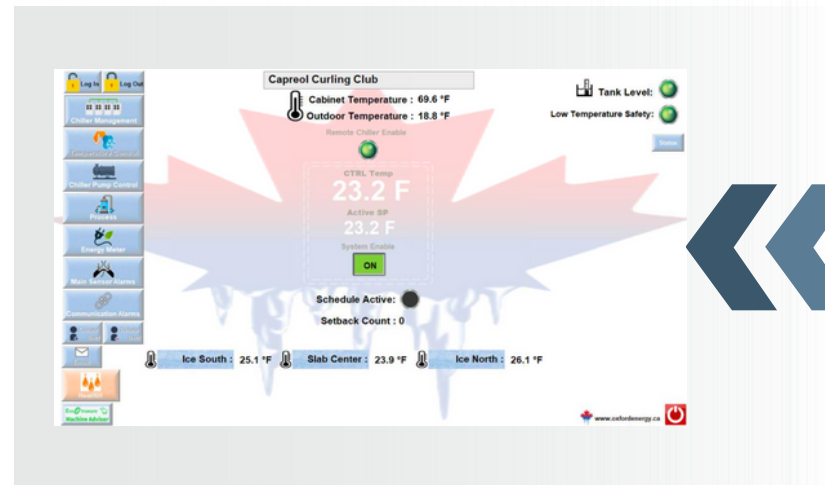 Log In
Log Out
Capreol Curling Club
Cabinet Temperature : 69.6 °F
Outdoor Temperature : 18.8 °F
Tank Level:
Low Temperature Safety:
Status
Chiller Management
Temperature Control
Chiller Pump Control
Process
Energy Meter
Main Sensor Alarms
Communication Alarms
Remote Chiller Enable
CTRL Temp
23.2 F
Active SP
23.2 F
System Enable
ON
Schedule Active:
Setback Count : 0
Ice South : 25.1 °F
Slab Center : 23.9 °F
Ice North : 26.1 °F
Machine Advisor
www.oxfordenergy.ca